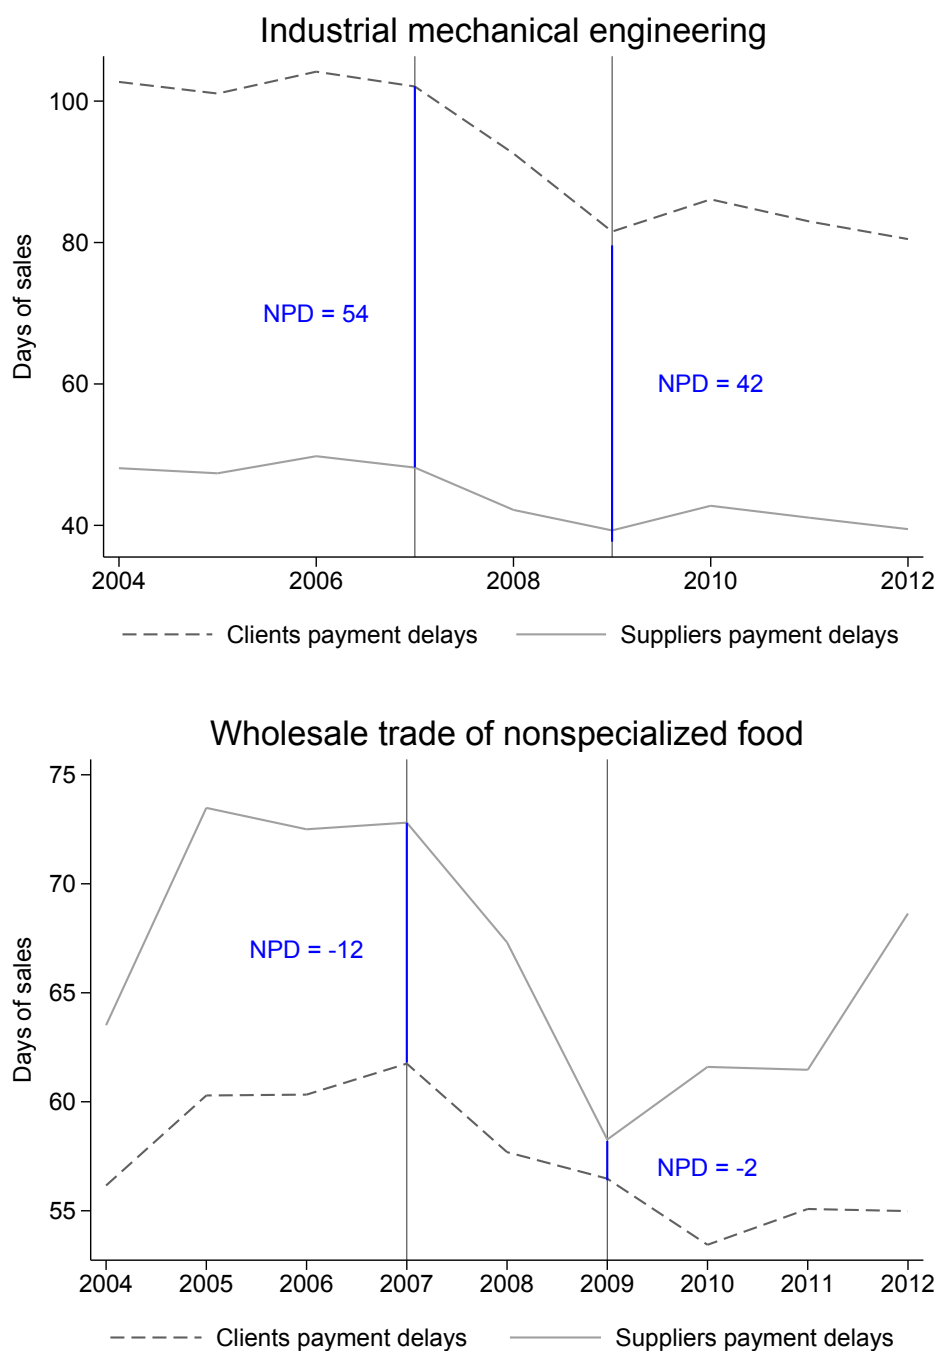 Industrial mechanical engineering
100
80
60
40
Days of sales
NPD = 54
NPD = 42
2004 2006 2008 2010 2012
Clients payment delays Suppliers payment delays
Wholesale trade of nonspecialized food
75
70
65
60
55
Days of sales
NPD = -12
NPD = -2
2004 2005 2006 2007 2008 2009 2010 2011 2012
Clients payment delays Suppliers payment delays